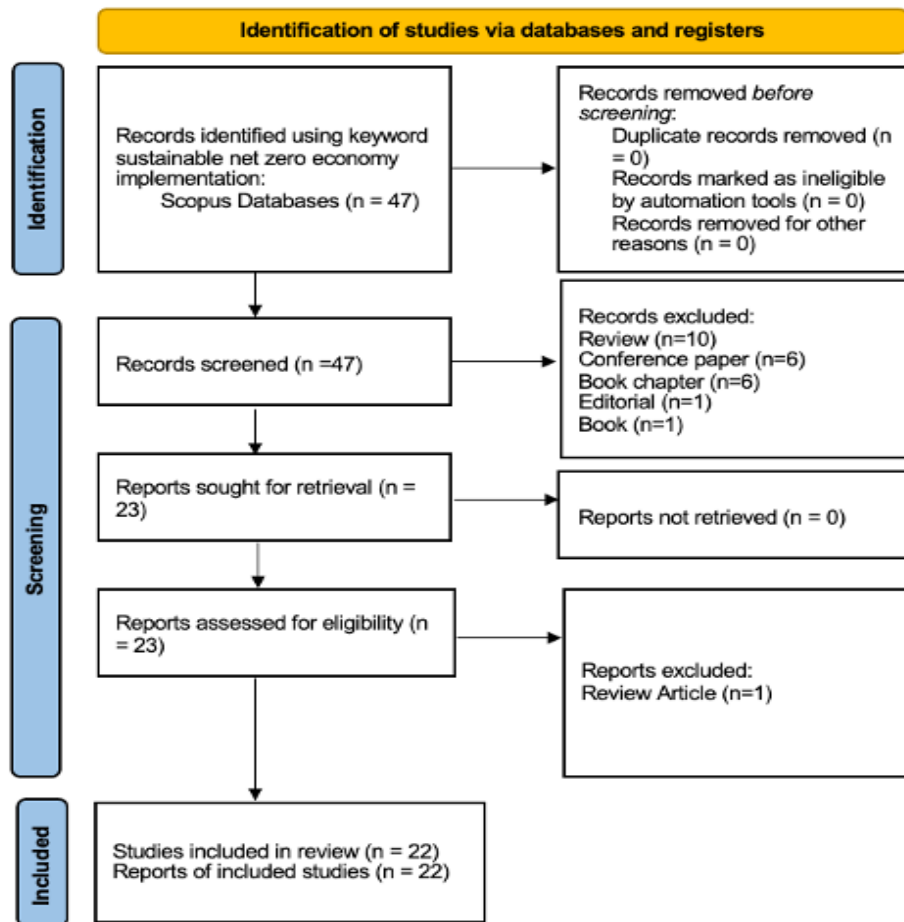 Identification of studies via databases and registers
Identification
Records identified using keyword
sustainable net zero economy
implementation:
Scopus Databases (n = 47)
Records removed before
screening:
Duplicate records removed (n
= 0)
Records marked as ineligible
by automation tools (n = 0)
Records removed for other
reasons (n = 0)
Screening
Records screened (n =47)
Records excluded:
Review (n=10)
Conference paper (n=6)
Book chapter (n=6)
Editorial (n=1)
Book (n=1)
Reports sought for retrieval (n =
23)
Reports not retrieved (n = 0)
Reports assessed for eligibility (n
= 23)
Reports excluded:
Review Article (n=1)
Included
Studies included in review (n = 22)
Reports of included studies (n = 22)